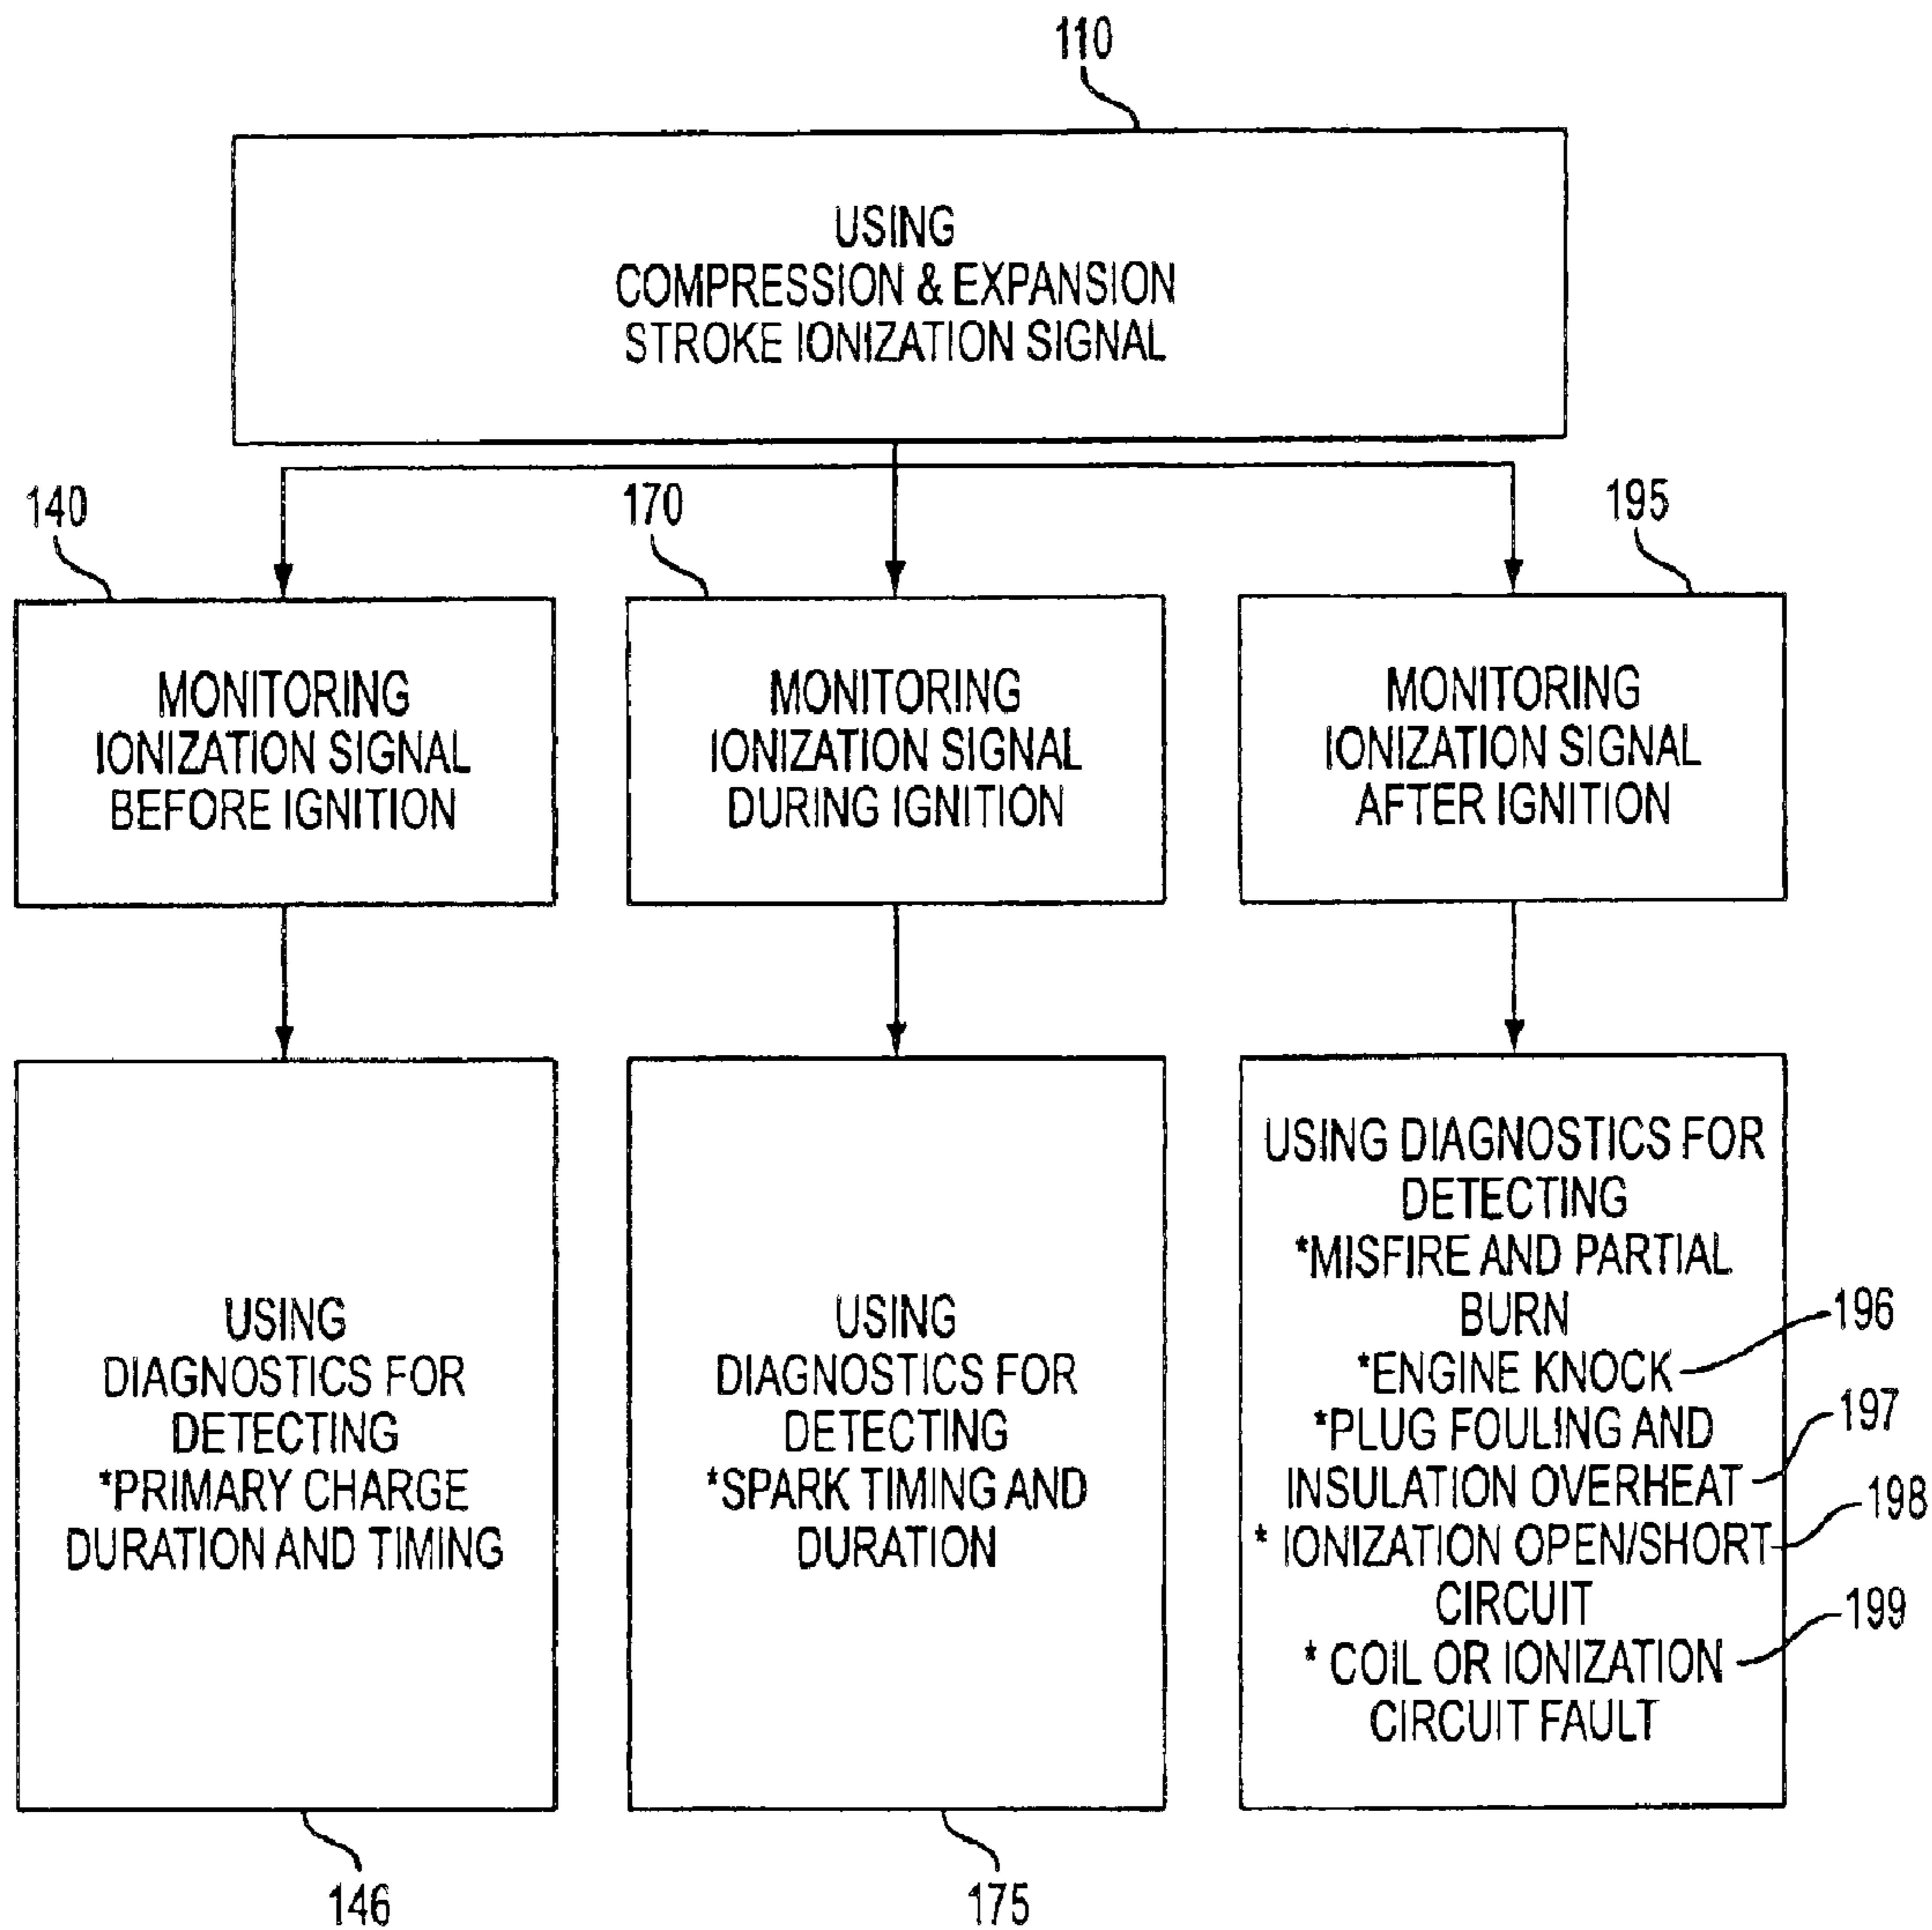 110
USING
COMPRESSION & EXPANSION
STROKE IONIZATION SIGNAL
140
MONITORING
IONIZATION SIGNAL
BEFORE IGNITION
170
MONITORING
IONIZATION SIGNAL
DURING IGNITION
195
MONITORING
IONIZATION SIGNAL
AFTER IGNITION
USING
DIAGNOSTICS FOR
DETECTING
*PRIMARY CHARGE
DURATION AND TIMING
146
USING
DIAGNOSTICS FOR
DETECTING
*SPARK TIMING AND
DURATION
175
USING DIAGNOSTICS FOR
DETECTING
*MISFIRE AND PARTIAL
BURN
*ENGINE KNOCK
196
*PLUG FOULING AND
197
INSULATION OVERHEAT
* IONIZATION OPEN/SHORT
198
CIRCUIT
* COIL OR IONIZATION
199
CIRCUIT FAULT